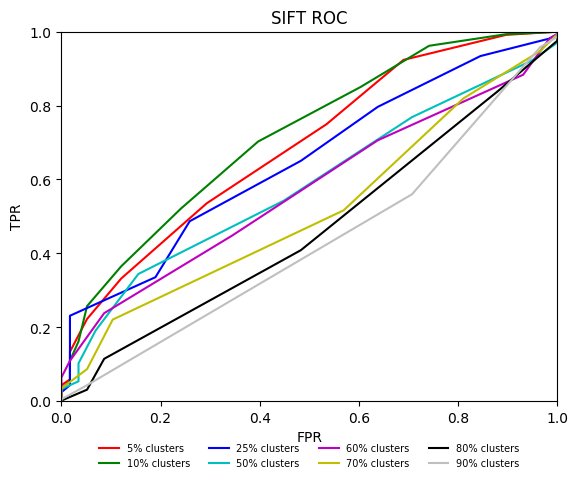 SIFT ROC
1.0
0.8
0.6
0.4
0.2
0.0
TPR
0.0 0.2 0.4 0.6 0.8 1.0
FPR
5% clusters 25% clusters 60% clusters 80% clusters
10% clusters 50% clusters 70% clusters 90% clusters